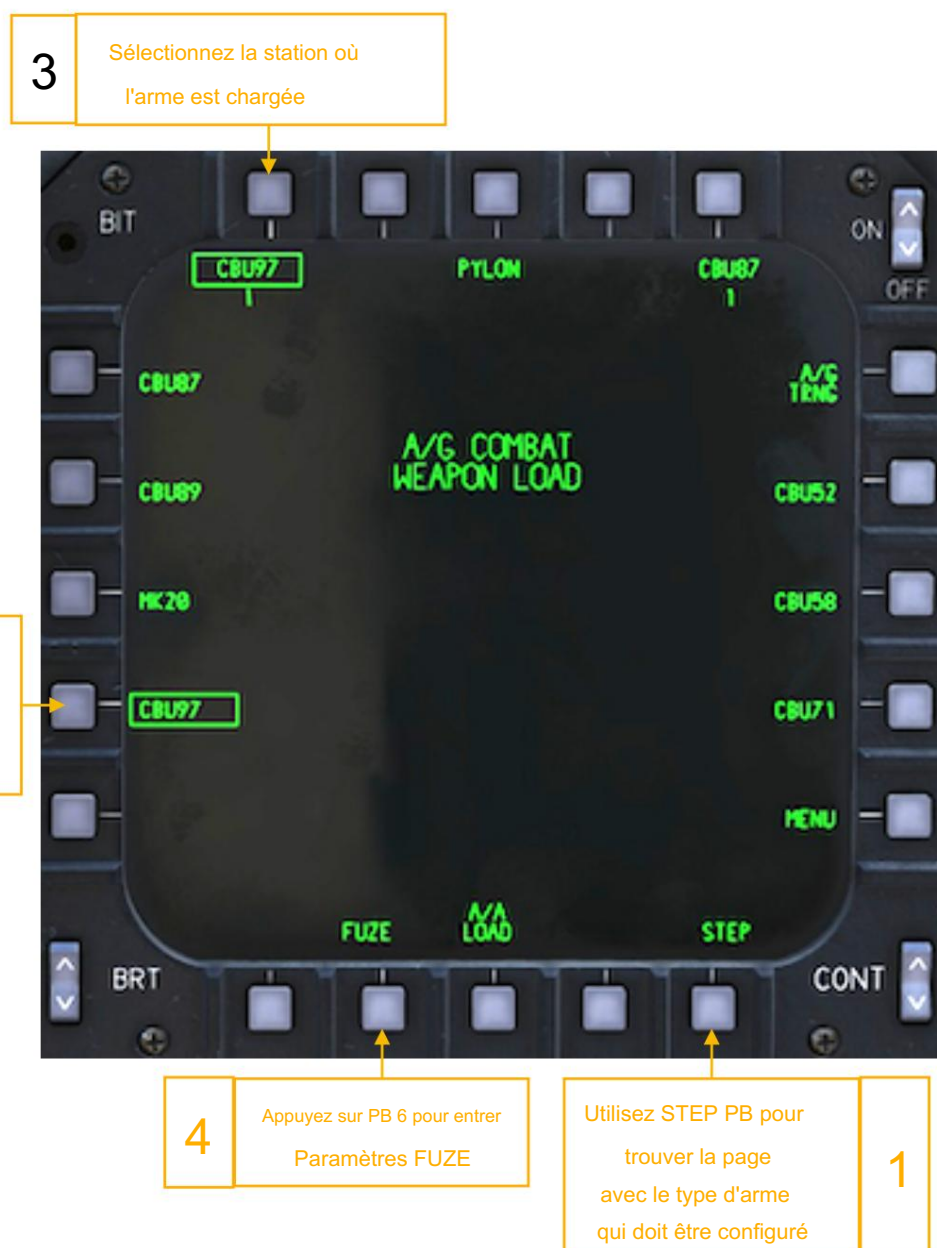 3
Sélectionnez la station où
l'arme est chargée
BIT
ON
OFF
CBU97
1
PYLON
CBU87
1
CBU87
A/G
TRNG
A/G COMBAT
WEAPON LOAD
CBU89
CBU52
MK20
CBU58
CBU97
CBU71
MENU
FUZE
A/A
LOAD
STEP
BRT
CONT
4
Appuyez sur PB 6 pour entrer
Paramètres FUZE
Utilisez STEP PB pour
trouver la page
avec le type d'arme
qui doit être configuré
1